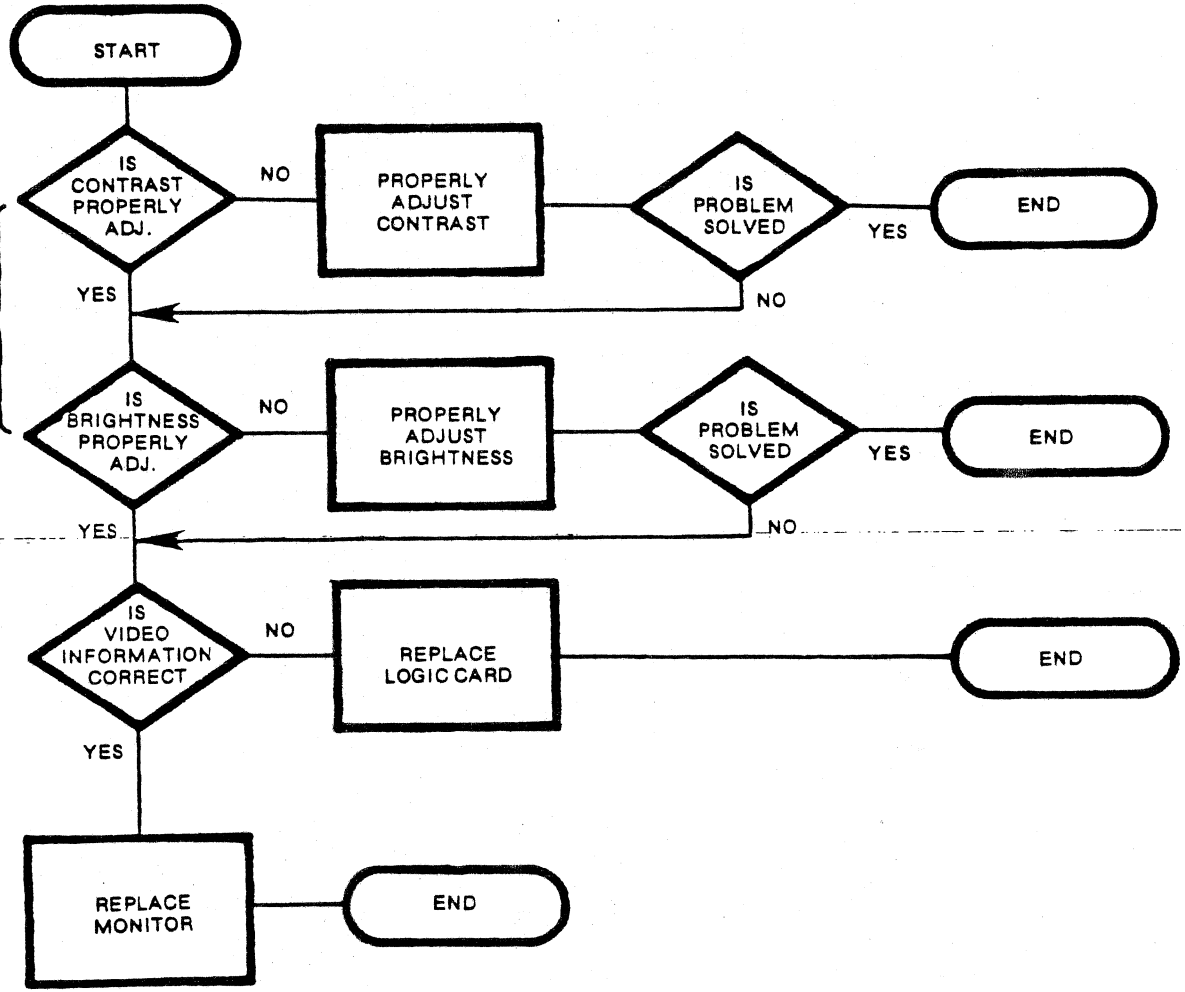 START
IS
CONTRAST
PROPERLY
ADJ.
NO
PROPERLY
ADJUST
CONTRAST
IS
PROBLEM
SOLVED
YES
END
YES
NO
IS
BRIGHTNESS
PROPERLY
ADJ.
NO
PROPERLY
ADJUST
BRIGHTNESS
IS
PROBLEM
SOLVED
YES
END
YES
NO
IS
VIDEO
INFORMATION
CORRECT
NO
REPLACE
LOGIC CARD
END
YES
REPLACE
MONITOR
END